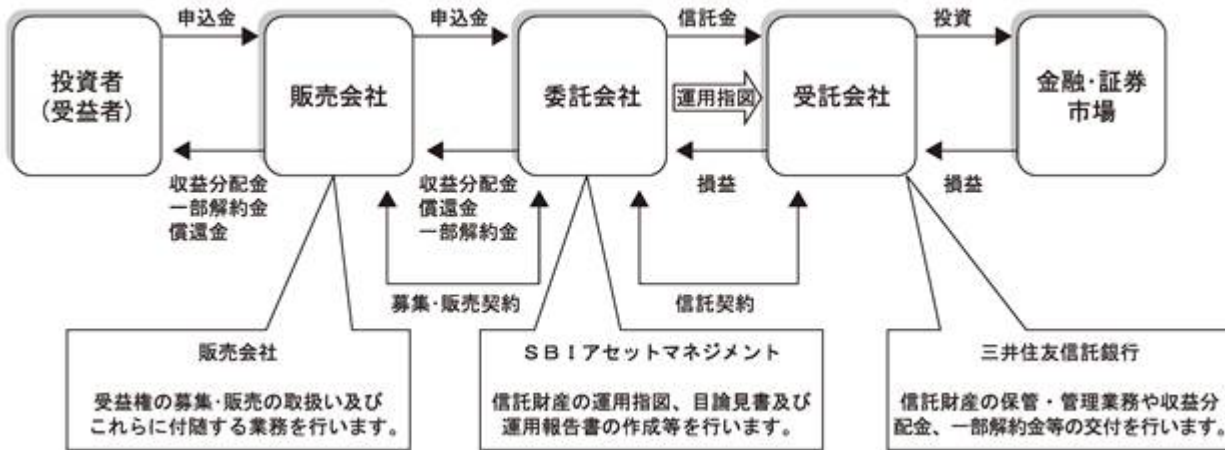 申込金
申込金
信託金
投資
投資者
(受益者)
販売会社
委託会社
運用指図
受託会社
金融・証券
市場
収益分配金
一部解約金
償還金
収益分配金
償還金
一部解約金
損益
損益
募集・販売契約
信託契約
販売会社
受益権の募集・販売の取扱い及び
これらに付随する業務を行います。
SBIアセットマネジメント
信託財産の運用指図、目論見書及び
運用報告書の作成等を行います。
三井住友信託銀行
信託財産の保管・管理業務や収益分
配金、一部解約金等の交付を行います。